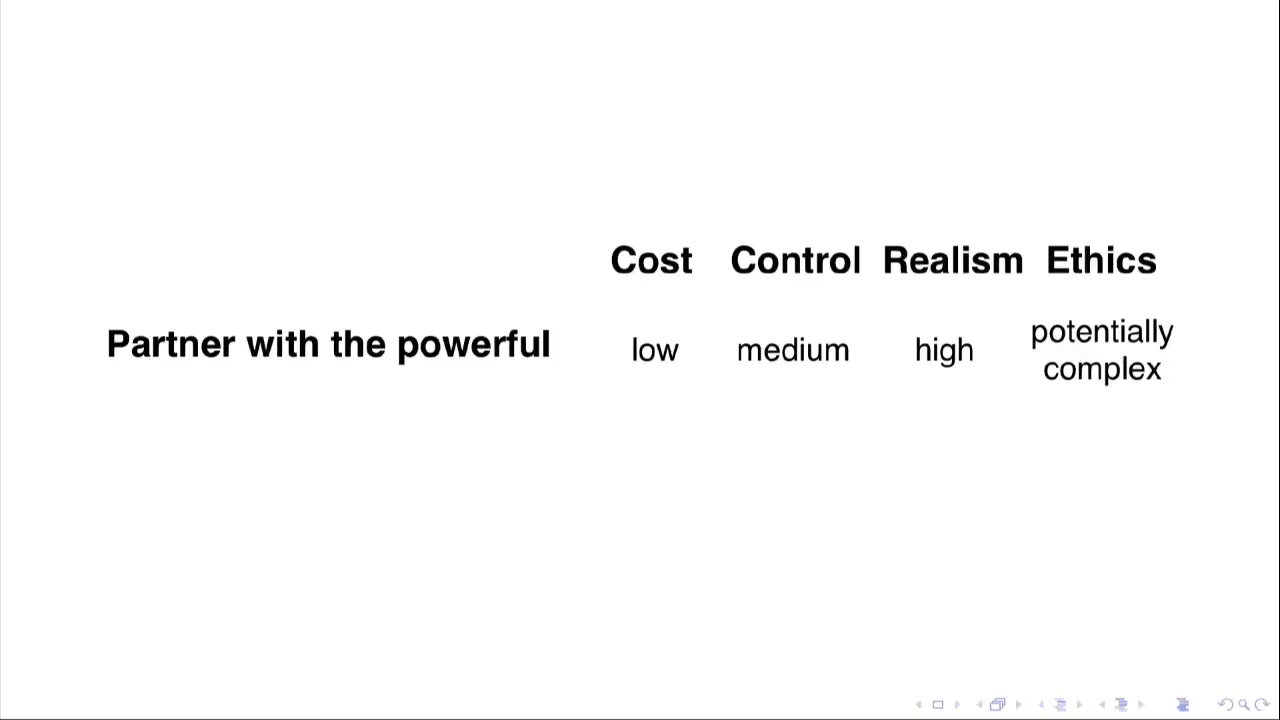 Cost Control Realism Ethics
Partner with the powerful low medium high potentially complex